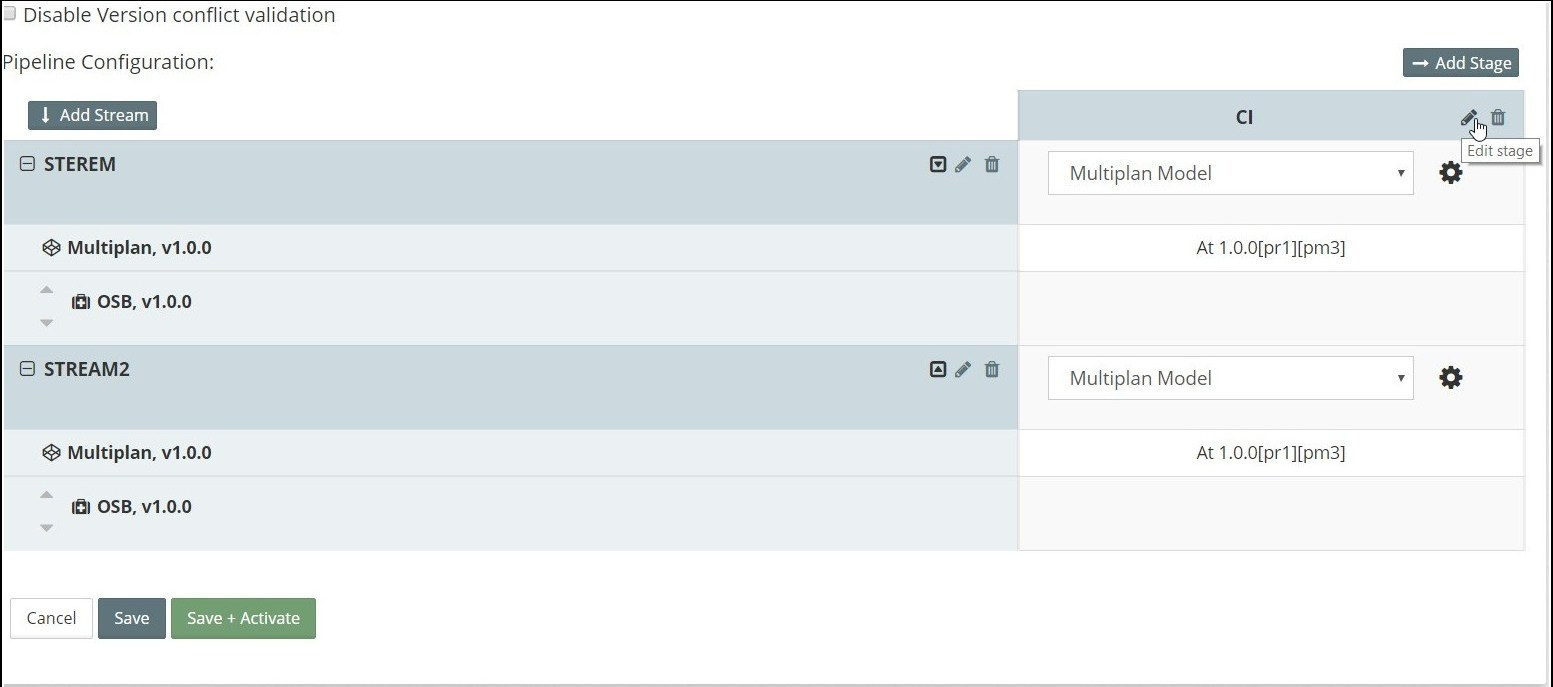 Disable Version conflict validation
Pipeline Configuration:
Add Stage
Add Stream
CI
Edit stage
STEREM
Multiplan Model
Multiplan, v1.0.0
At 1.0.0[pr1][pm3]
OSB, v1.0.0
STREAM2
Multiplan Model
Multiplan, v1.0.0
At 1.0.0[pr1][pm3]
OSB, v1.0.0
Cancel
Save
Save + Activate